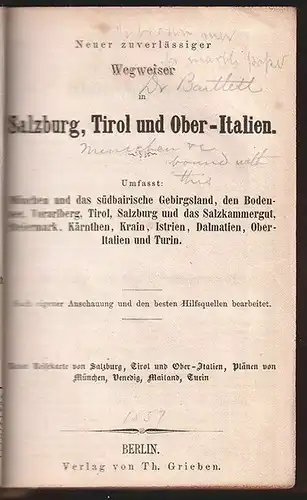 Neuer zuverlässiger
Wegweiser
in
Dr Bartlett
Salzburg, Tirol und Ober-Italien.
bound with
this
Umfasst:
München und das südbairische Gebirgsland, den Boden-
see, Vorarlberg, Tirol, Salzburg und das Salzkammergut,
Steiermark, Kärnthen, Krain, Istrien, Dalmatien, Ober-
Italien und Turin.
Nach eigener Anschauung und den besten Hilfsquellen bearbeitet.
Neuer Reisekarte von Salzburg, Tirol und Ober-Italien, Plänen von
München, Venedig, Mailand, Turin
1857
BERLIN.
Verlag von Th. Grieben.